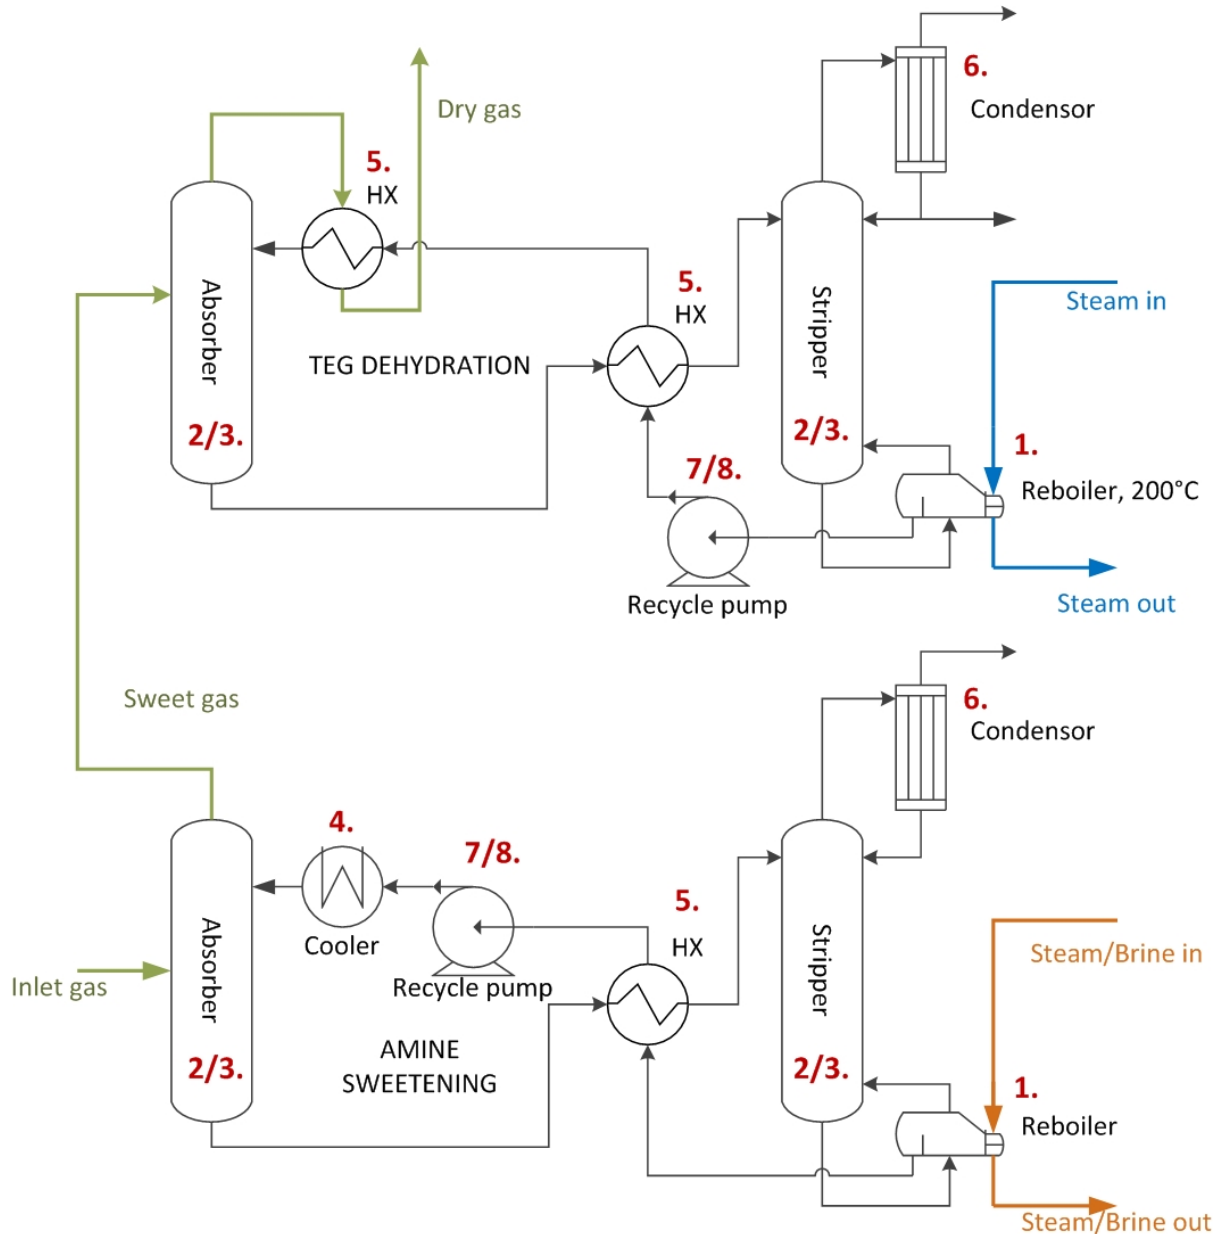 6.
Condensor
Dry gas
5.
HX
5.
HX
Absorber
Stripper
Steam in
TEG DEHYDRATION
2/3.
2/3.
1.
7/8.
Reboiler, 200°C
Recycle pump
Steam out
Sweet gas
6.
Condensor
4.
7/8.
5.
HX
Cooler
Absorber
Stripper
Steam/Brine in
Inlet gas
Recycle pump
AMINE
SWEETENING
2/3.
2/3.
1.
Reboiler
Steam/Brine out